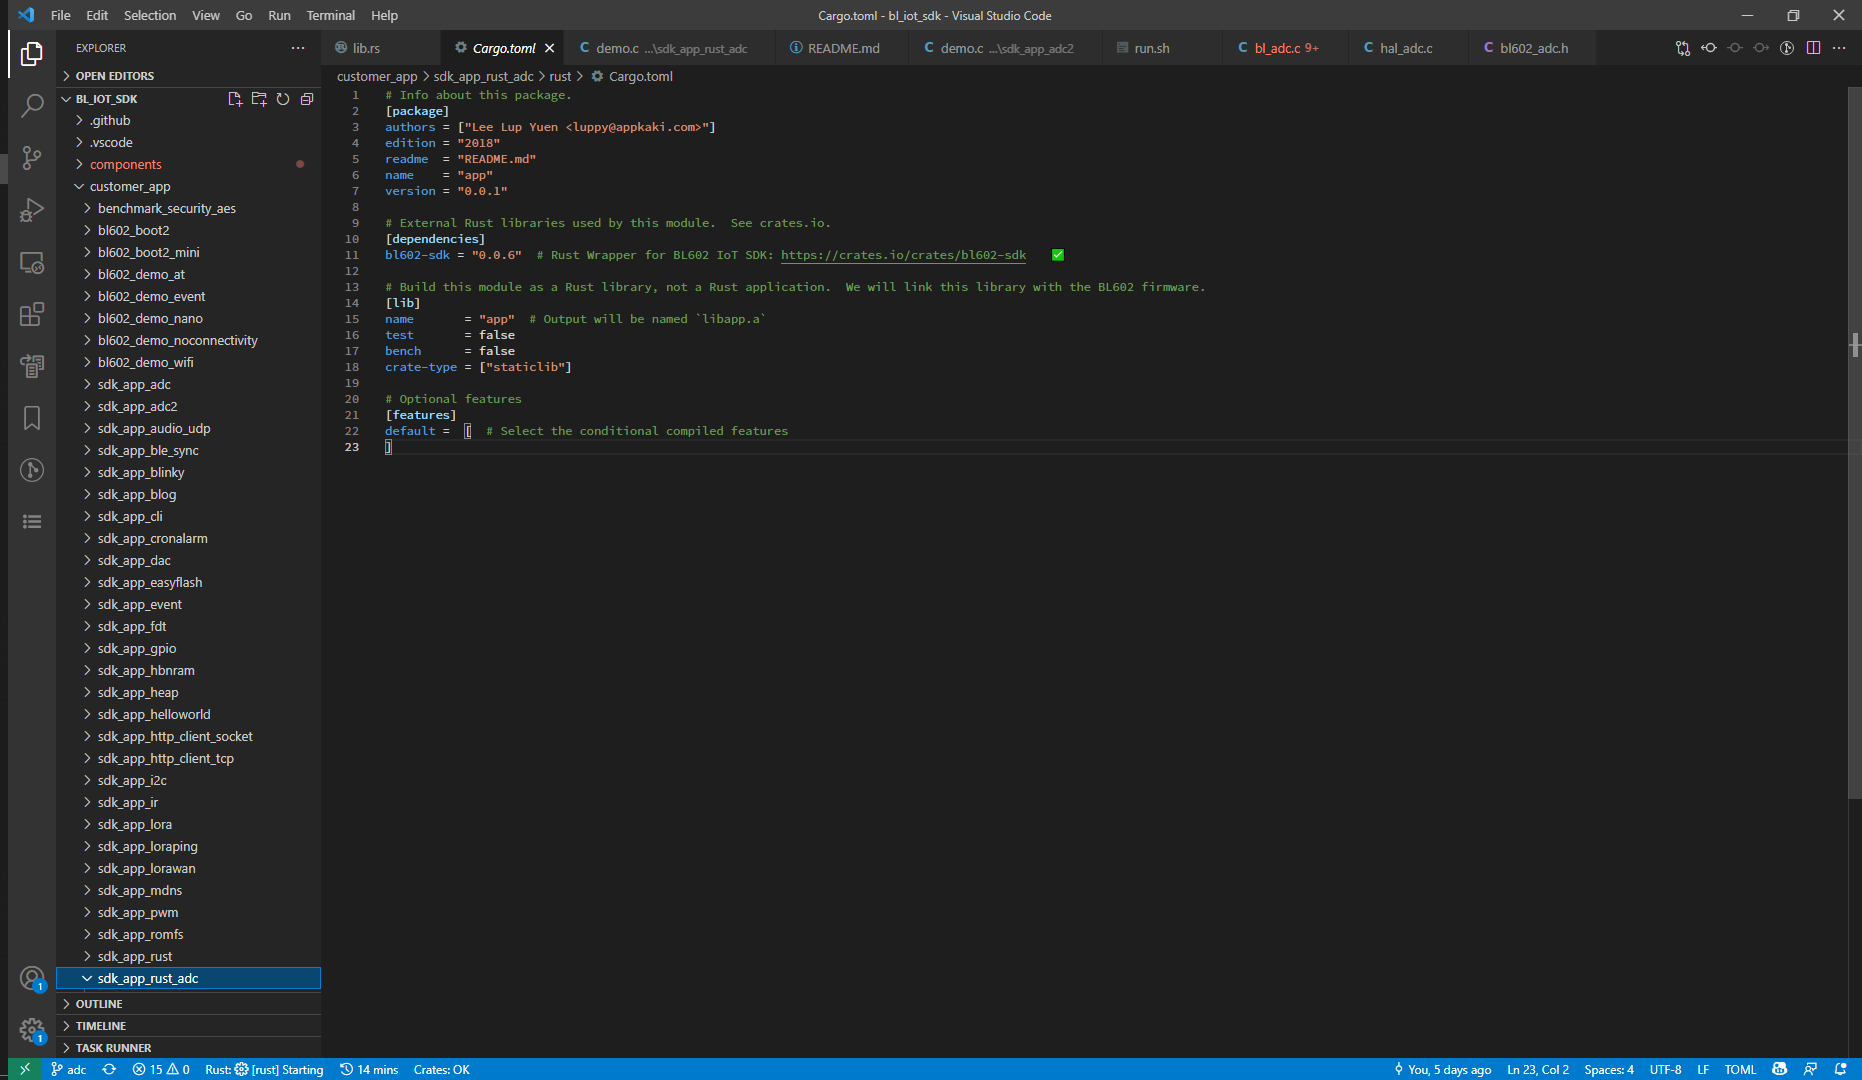 File Edit Selection View Go Run Terminal Help
Cargo.toml - bl_iot_sdk - Visual Studio Code
EXPLORER
OPEN EDITORS
BL_IOT_SDK
.github
.vscode
components
customer_app
benchmark_security_aes
bl602_boot2
bl602_boot2_mini
bl602_demo_at
bl602_demo_event
bl602_demo_nano
bl602_demo_noconnectivity
bl602_demo_wifi
sdk_app_adc
sdk_app_adc2
sdk_app_audio_udp
sdk_app_ble_sync
sdk_app_blinky
sdk_app_blog
sdk_app_cli
sdk_app_cronalarm
sdk_app_dac
sdk_app_easyflash
sdk_app_event
sdk_app_fdt
sdk_app_gpio
sdk_app_hbnram
sdk_app_heap
sdk_app_helloworld
sdk_app_http_client_socket
sdk_app_http_client_tcp
sdk_app_i2c
sdk_app_ir
sdk_app_lora
sdk_app_loraping
sdk_app_lorawan
sdk_app_mdns
sdk_app_pwm
sdk_app_romfs
sdk_app_rust
sdk_app_rust_adc
OUTLINE
TIMELINE
TASK RUNNER
1
1
lib.rs Cargo.toml C demo.c ...\sdk_app_rust_adc README.md C demo.c ...\sdk_app_adc2 run.sh C bl_adc.c 9+ C hal_adc.c C bl602_adc.h
customer_app > sdk_app_rust_adc > rust > Cargo.toml
1 # Info about this package.
2 [package]
3 authors = ["Lee Lup Yuen <luppy@appkaki.com>"]
4 edition = "2018"
5 readme  = "README.md"
6 name    = "app"
7 version = "0.0.1"
8
9 # External Rust libraries used by this module.  See crates.io.
10 [dependencies]
11 bl602-sdk = "0.0.6"  # Rust Wrapper for BL602 IoT SDK: https://crates.io/crates/bl602-sdk ✅
12
13 # Build this module as a Rust library, not a Rust application.  We will link this library with the BL602 firmware.
14 [lib]
15 name       = "app"  # Output will be named `libapp.a`
16 test       = false
17 bench      = false
18 crate-type = ["staticlib"]
19
20 # Optional features
21 [features]
22 default =  [  # Select the conditional compiled features
23 ]
adc 15 0 Rust: [rust] Starting 14 mins Crates: OK You, 5 days ago Ln 23, Col 2 Spaces: 4 UTF-8 LF TOML